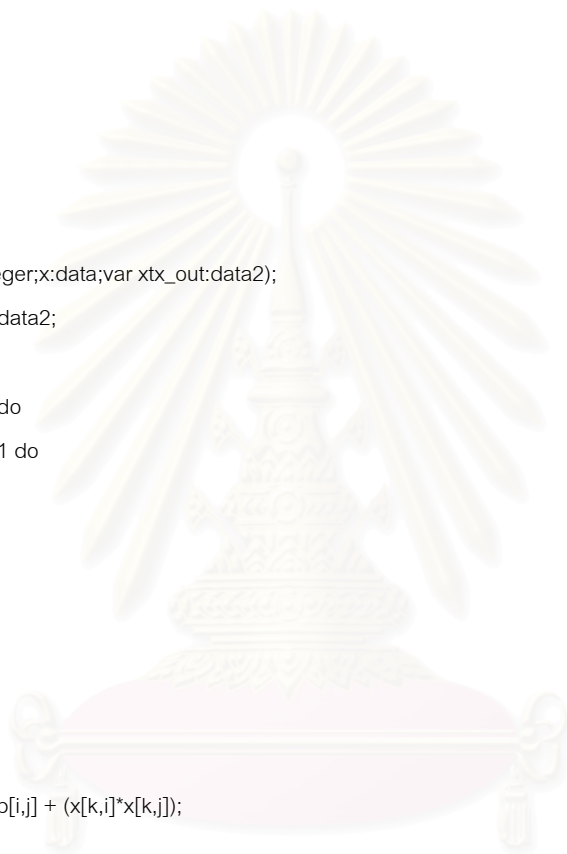 eger;x:data;var xtx_out:data2);
data2;
do
1 do
o[i,j] + (x[k,i]*x[k,j]);